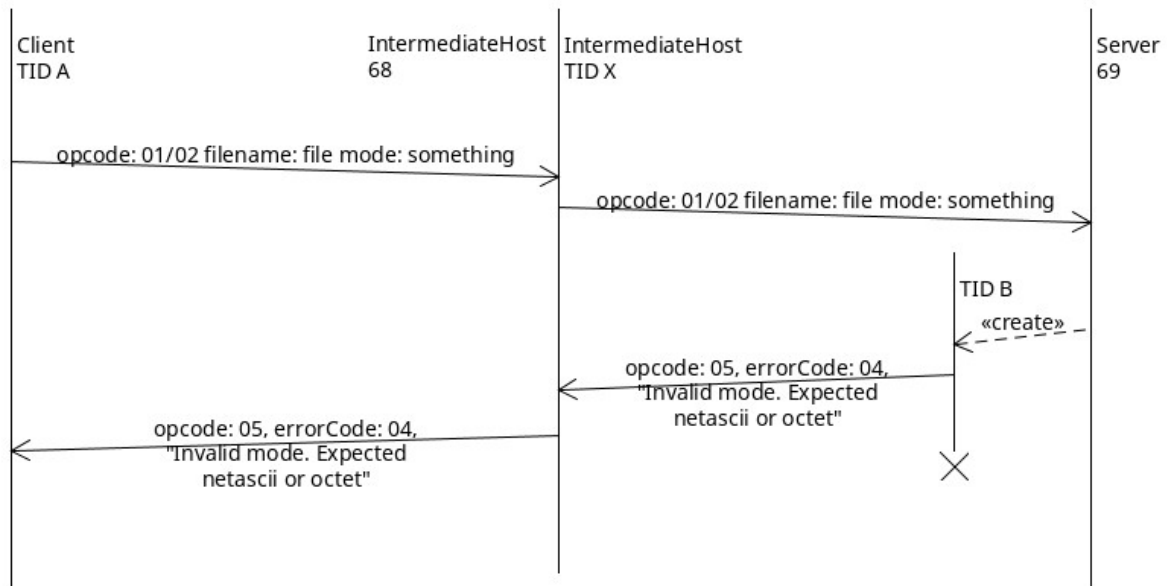 Client
TID A
IntermediateHost
68
IntermediateHost
TID X
Server
69
opcode: 01/02 filename: file mode: something
opcode: 01/02 filename: file mode: something
TID B
«create»
opcode: 05, errorCode: 04,
"Invalid mode. Expected
netascii or octet"
opcode: 05, errorCode: 04,
"Invalid mode. Expected
netascii or octet"